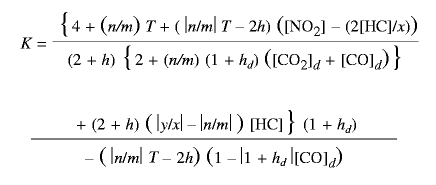 K = {4 + (n/m) T + ( |n/m| T – 2h) ([NO2] – (2[HC]/x))
(2 + h) {2 + (n/m) (1 + hd) ([CO2]d + [CO]d)}
+ (2 + h) ( |y/x| – |n/m| ) [HC]} (1 + hd)
– ( |n/m| T – 2h) (1 – |1 + hd |[CO]d)